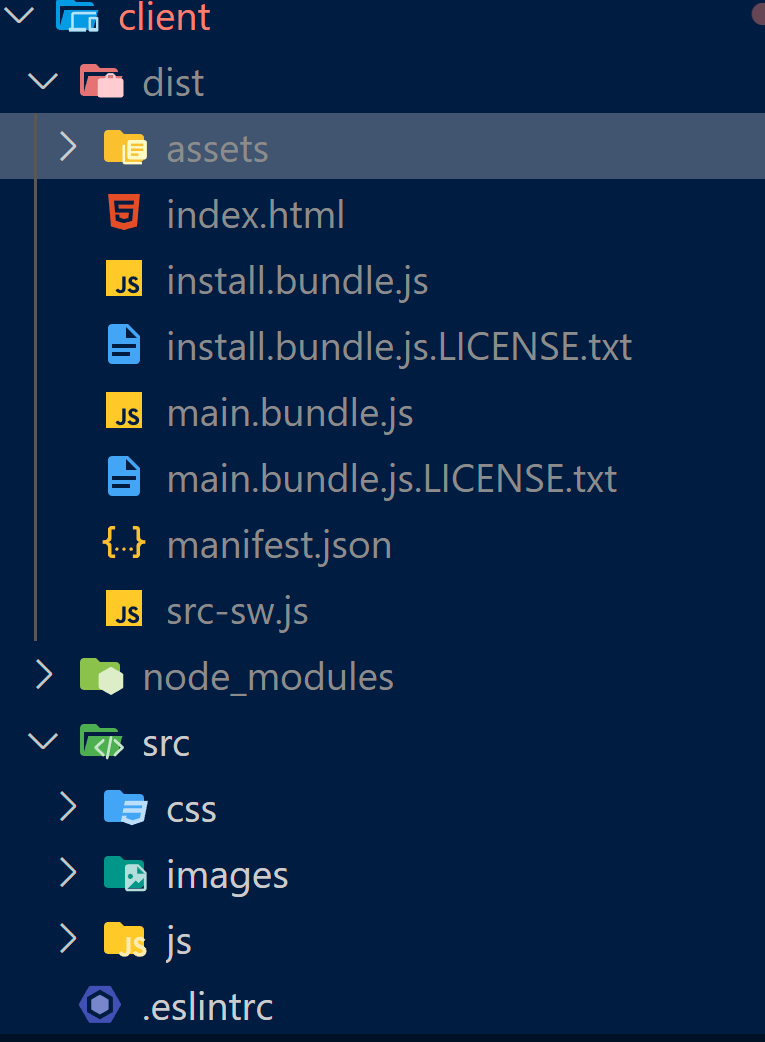 client
dist
assets
index.html
install.bundle.js
install.bundle.js.LICENSE.txt
main.bundle.js
main.bundle.js.LICENSE.txt
manifest.json
src-sw.js
node_modules
src
css
images
js
.eslintrc